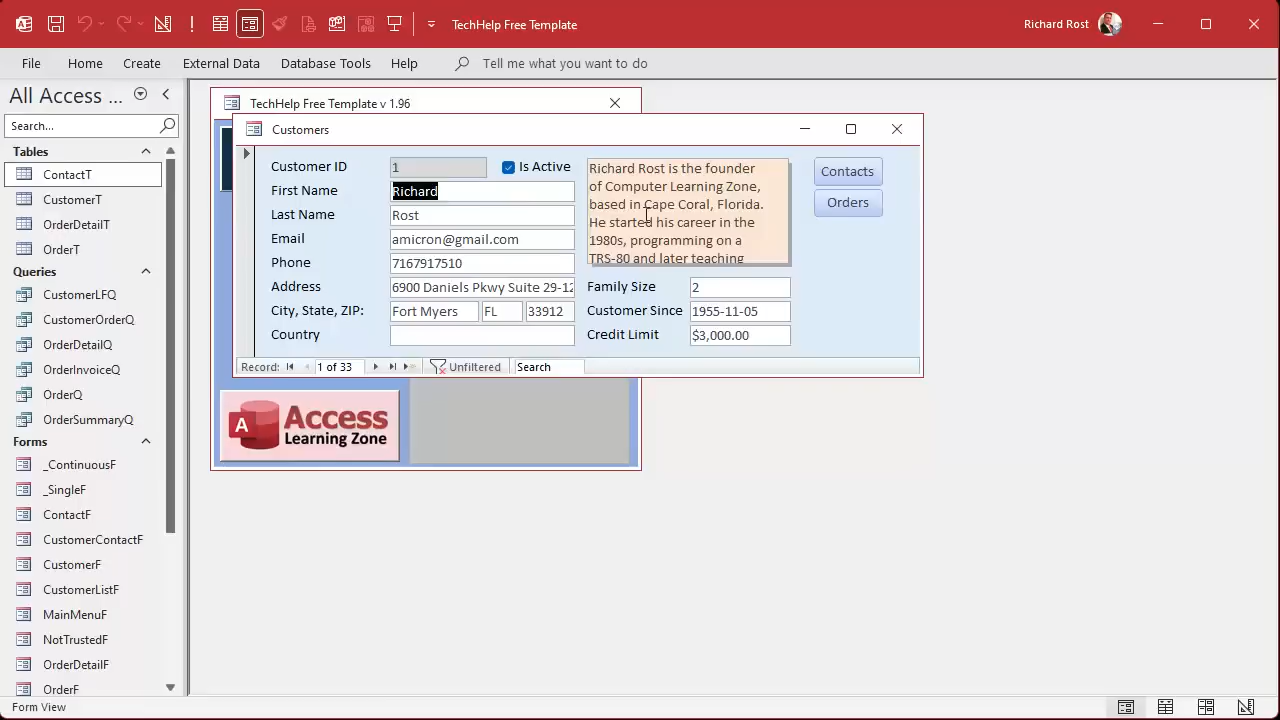 TechHelp Free Template
Richard Rost
File Home Create External Data Database Tools Help Tell me what you want to do
All Access ...
Search...
Tables
ContactT
CustomerT
OrderDetailT
OrderT
Queries
CustomerLFQ
CustomerOrderQ
OrderDetailQ
OrderInvoiceQ
OrderQ
OrderSummaryQ
Forms
_ContinuousF
_SingleF
ContactF
CustomerContactF
CustomerF
CustomerListF
MainMenuF
NotTrustedF
OrderDetailF
OrderF
TechHelp Free Template v 1.96
Customers
Customer ID 1 Is Active
First Name Richard
Last Name Rost
Email amicron@gmail.com
Phone 7167917510
Address 6900 Daniels Pkwy Suite 29-12
City, State, ZIP: Fort Myers FL 33912
Country
Richard Rost is the founder
of Computer Learning Zone,
based in Cape Coral, Florida.
He started his career in the
1980s, programming on a
TRS-80 and later teaching
Family Size 2
Customer Since 1955-11-05
Credit Limit $3,000.00
Contacts
Orders
Record: 1 of 33 Unfiltered Search
A Access
Learning Zone
Form View